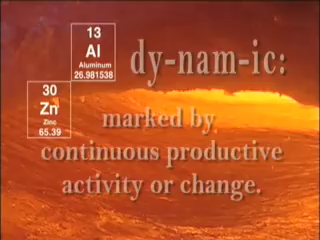 13
Al
Aluminum
26.981538
30
Zn
Zinc
65.39
dy-nam-ic:
marked by
continuous productive
activity or change.